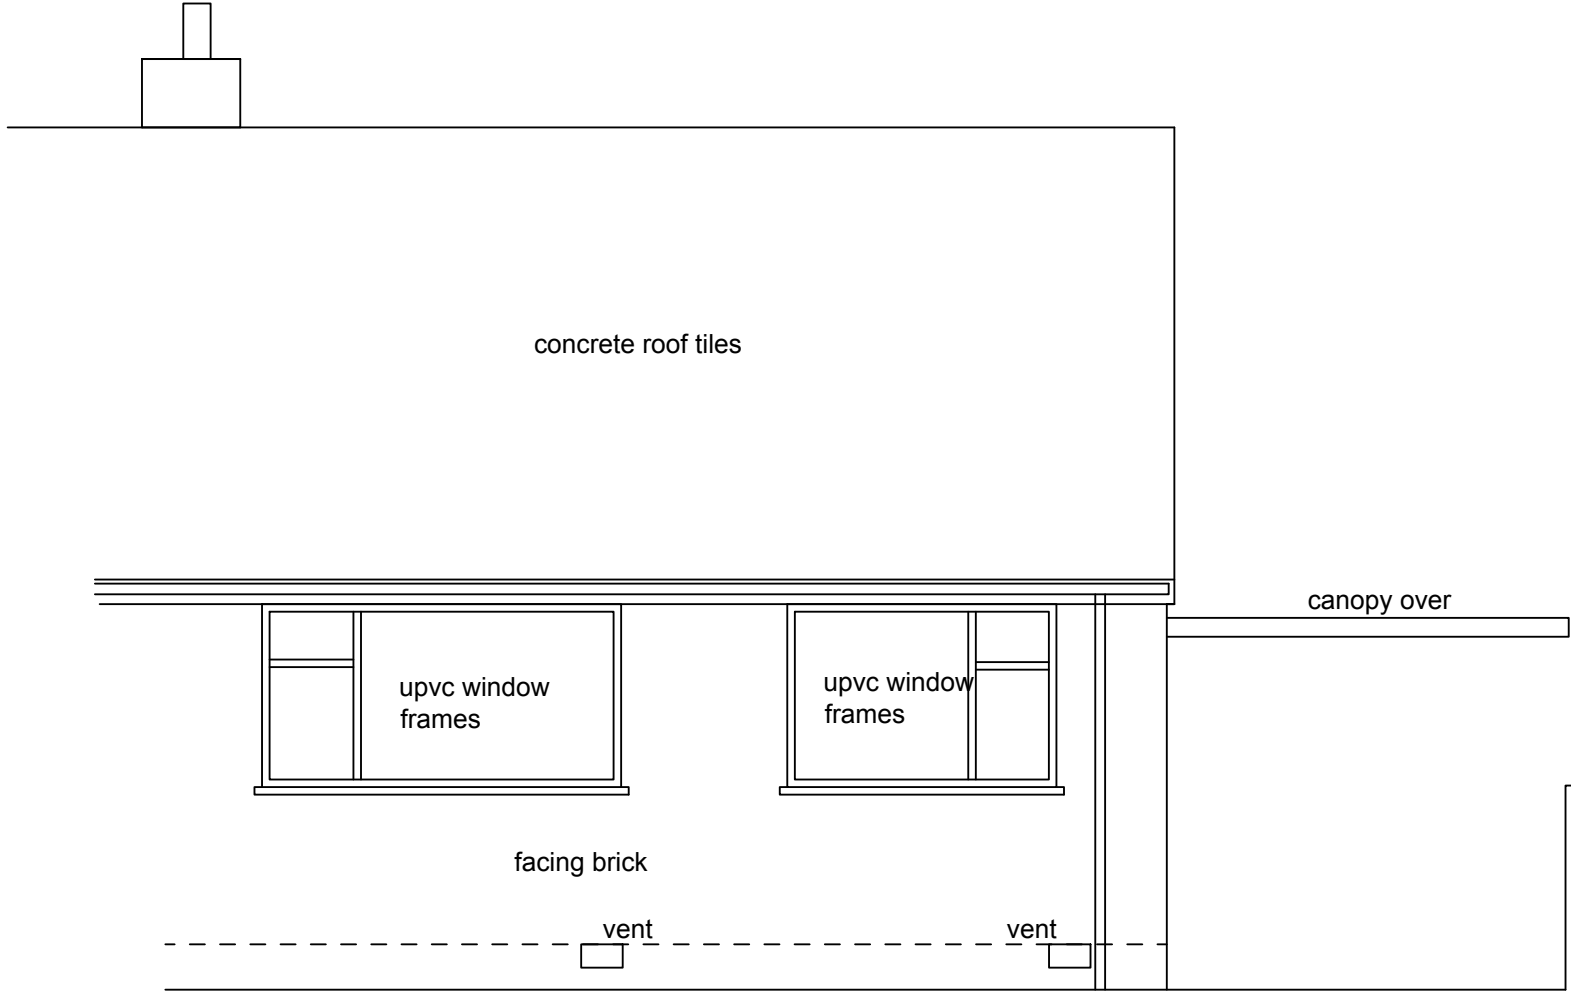 concrete roof tiles
canopy over
upvc window
frames
upvc window
frames
facing brick
vent
vent